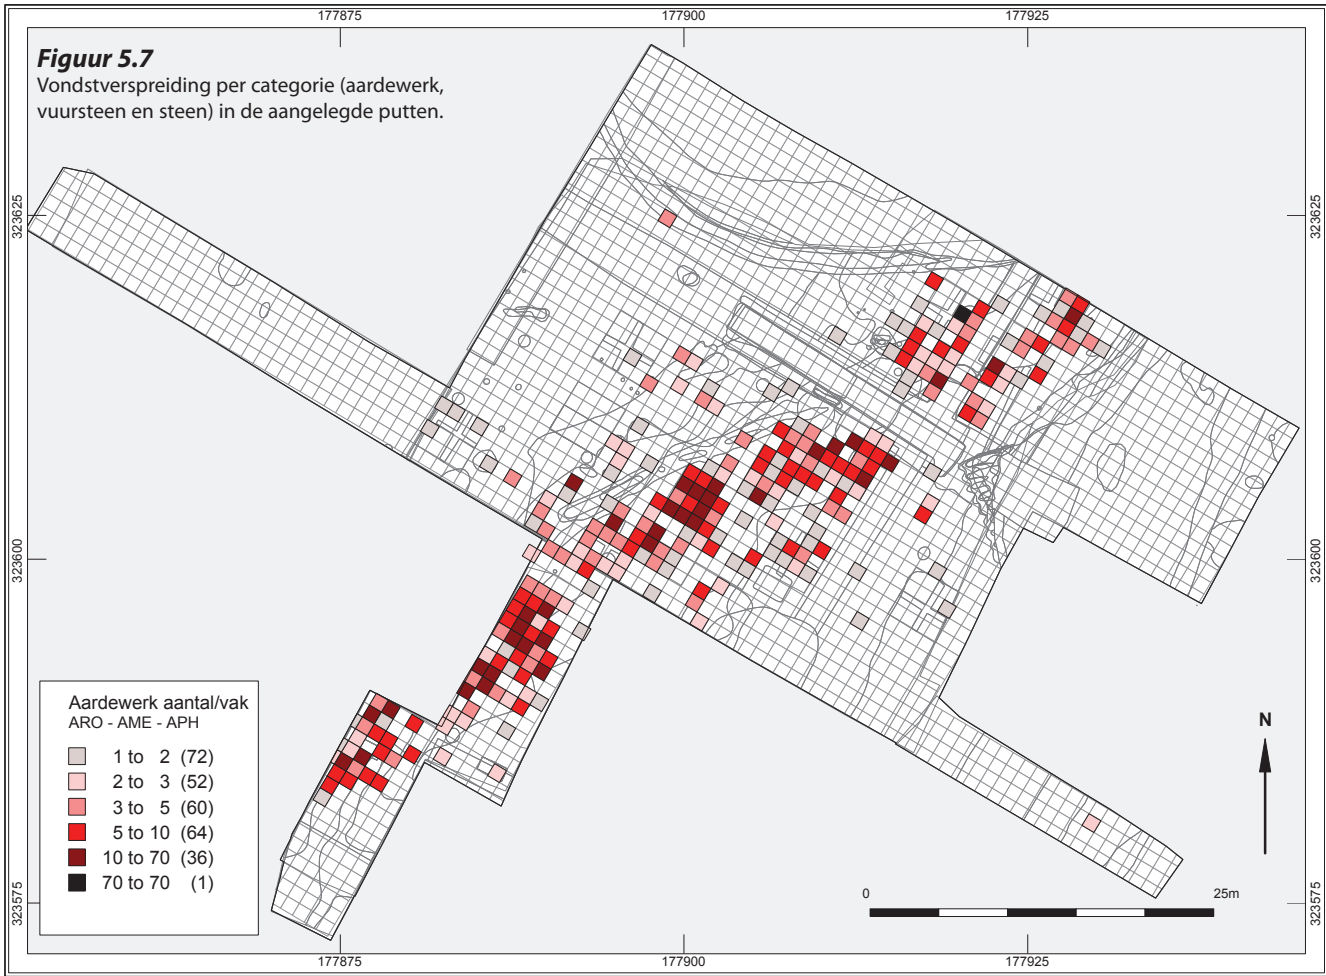 177875
177900
177925
Figuur 5.7
Vondstverspreiding per categorie (aardewerk,
vuursteen en steen) in de aangelegde putten.
323625
323625
323600
323600
Aardewerk aantal/vak
ARO - AME - APH
1 to 2 (72)
2 to 3 (52)
3 to 5 (60)
5 to 10 (64)
10 to 70 (36)
70 to 70 (1)
N
0
25m
323575
323575
177875
177900
177925